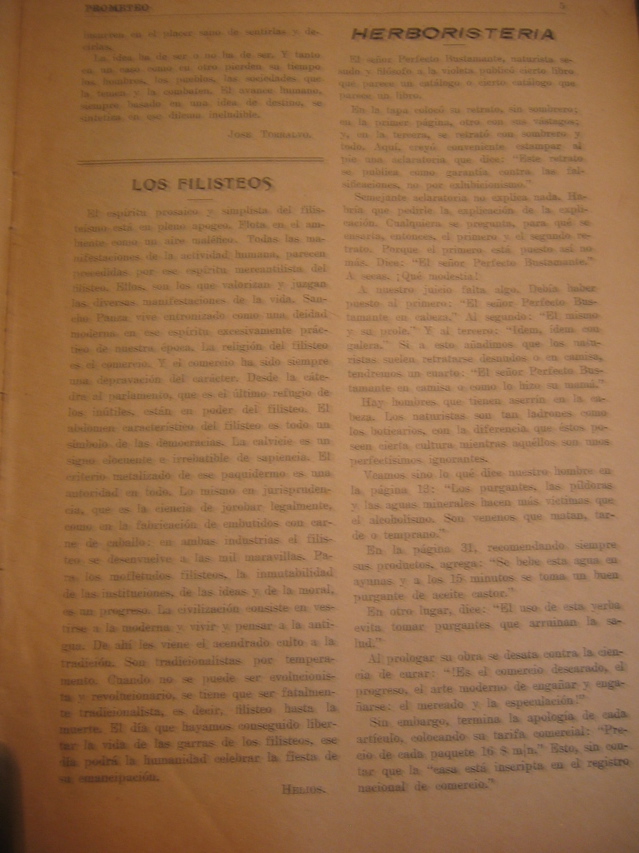 PROMETEO
5
inmersa en el placer sano de sentirlas y de-
cirlas.
La idea ha de ser o no ha de ser. Y tanto
en un caso como en otro pierden su tiempo
los hombres, los pueblos, las sociedades que
la teman y la combaten. El avance humano,
siempre basado en una idea de destino, se
sintetiza en ese dilema ineludible.
José Torralvo.
LOS FILISTEOS
El espíritu prosaico y simplista del filis-
teísmo está en pleno apogeo. Flota en el am-
biente como un aire maléfico. Todas las ma-
nifestaciones de la actividad humana, parecen
presididas por ese espíritu mercantilista del
filisteo. Ellos, son los que valorizan y juzgan
las diversas manifestaciones de la vida. San-
cho Panza vive entronizado como una deidad
moderna en ese espíritu excesivamente prác-
tico de nuestra época. La religión del filisteo
es el comercio. Y el comercio ha sido siempre
una depravación del carácter. Desde la cáte-
dra al parlamento, que es el último refugio de
los inútiles, están en poder del filisteo. El
abdomen característico del filisteo es todo un
símbolo de las democracias. La calvicie es un
signo elocuente e irrebatible de sapiencia. El
criterio metalizado de ese paquidermo es una
autoridad en todo. Lo mismo en jurispruden-
cia, que es la ciencia de jorobar legalmente,
como en la fabricación de embutidos con car-
ne de caballo: en ambas industrias el filis-
teo se desenvuelve a las mil maravillas. Pa-
ra los mofletudos filisteos, la inmutabilidad
de las instituciones, de las ideas y de la moral,
es un progreso. La civilización consiste en ves-
tirse a la moderna y vivir y pensar a la anti-
gua. De ahí les viene el acendrado culto a la
tradición. Son tradicionalistas por tempera-
mento. Cuando no se puede ser evolucionis-
ta y revolucionario, se tiene que ser fatalmen-
te tradicionalista, es decir, filisteo hasta la
muerte. El día que hayamos conseguido liber-
tar la vida de las garras de los filisteos, ese
día podrá la humanidad celebrar la fiesta de
su emancipación.
Helios.
HERBORISTERIA
El señor Perfecto Bustamante, naturista se-
sudo y filósofo a la violeta publicó cierto libro
que parece un catálogo o cierto catálogo que
parece un libro.
En la tapa colocó su retrato, sin sombrero;
en la primer página, otro con sus vástagos;
y, en la tercera, se retrató con sombrero y
todo. Aquí, creyó conveniente estampar al
pie una aclaratoria que dice: "Este retrato
se publica como garantía contra las fal-
sificaciones, no por exhibicionismo."
Semejante aclaratoria no explica nada. Ha-
bría que pedirle la explicación de la expli-
cación. Cualquiera se pregunta, para qué se
usaría, entonces, el primero y el segundo re-
trato. Porque el primero está puesto así no
más. Dice: "El señor Perfecto Bustamante."
A secas. ¡Qué modestia!
A nuestro juicio falta algo. Debía haber
puesto al primero: "El señor Perfecto Bus-
tamante en cabeza." Al segundo: "El mismo
y su prole." Y al tercero: "Idem, idem con
galera." Si a esto añadimos que los natu-
ristas suelen retratarse desnudos o en camisa,
tendremos un cuarto: "El señor Perfecto Bus-
tamante en camisa o como lo hizo su mamá."
Hay hombres que tienen aserrín en la ca-
beza. Los naturistas son tan ladrones como
los boticarios, con la diferencia que éstos po-
seen cierta cultura mientras aquéllos son unos
perfectísimos ignorantes.
Veamos sino lo qué dice nuestro hombre en
la página 12: "Los purgantes, las píldoras
y las aguas minerales hacen más víctimas que
el alcoholismo. Son venenos que matan, tar-
de o temprano."
En la página 31, recomendando siempre
sus productos, agrega: "Se bebe esta agua en
ayunas y a los 15 minutos se toma un buen
purgante de aceite castor."
En otro lugar, dice: "El uso de esta yerba
evita tomar purgantes que arruinan la sa-
lud."
Al prologar su obra se desata contra la cien-
cia de curar: "¡Es el comercio descarado, el
progreso, el arte moderno de engañar y enga-
ñarse: el mercado y la especulación!"
Sin embargo, termina la apología de cada
artículo, colocando su tarifa comercial: "Pre-
cio de cada paquete 16 $ m|n." Esto, sin con-
tar que la "casa está inscripta en el registro
nacional de comercio."